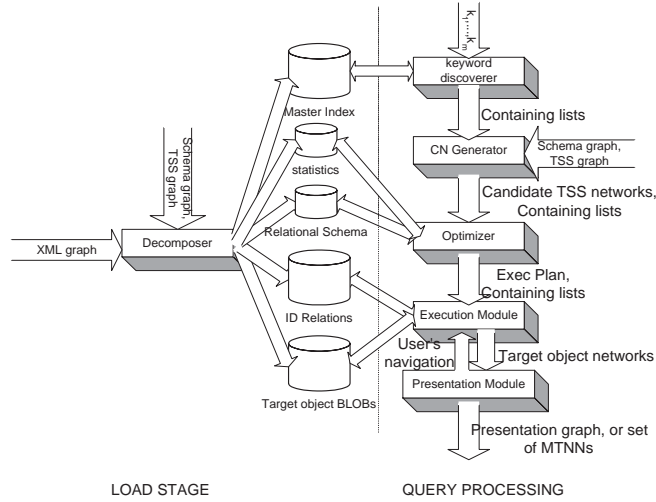 k1,...,km
keyword
discoverer
Master Index
Containing lists
Schema graph,
TSS graph
CN Generator
Schema graph,
TSS graph
statistics
Candidate TSS networks,
Containing lists
Relational Schema
Decomposer
XML graph
Optimizer
Exec Plan,
Containing lists
ID Relations
Execution Module
User's
navigation
Target object networks
Presentation Module
Target object BLOBs
Presentation graph, or set
of MTNNs
LOAD STAGE
QUERY PROCESSING